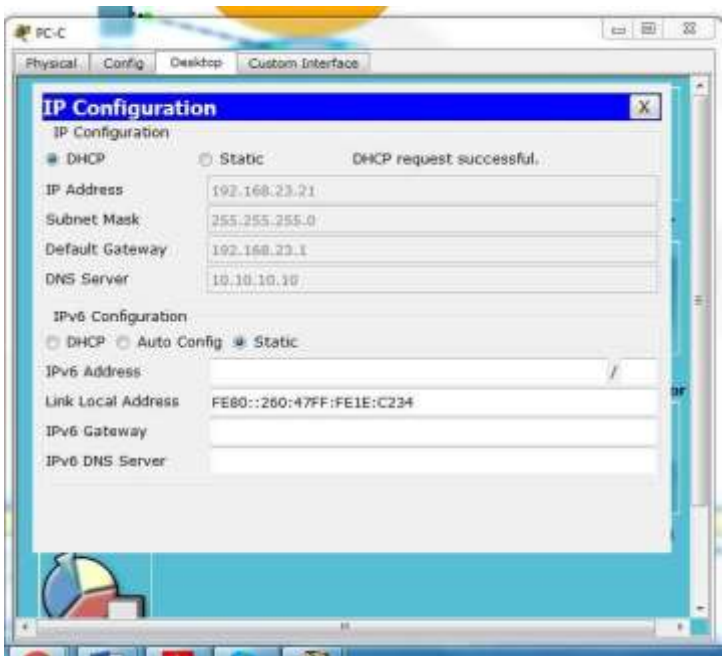 PC-C
Physical Config Desktop Custom Interface
IP Configuration X
IP Configuration
DHCP Static DHCP request successful.
IP Address 192.168.23.21
Subnet Mask 255.255.255.0
Default Gateway 192.168.23.1
DNS Server 10.10.10.10
IPv6 Configuration
DHCP Auto Config Static
IPv6 Address /
Link Local Address FE80::260:47FF:FE1E:C234
IPv6 Gateway
IPv6 DNS Server
or